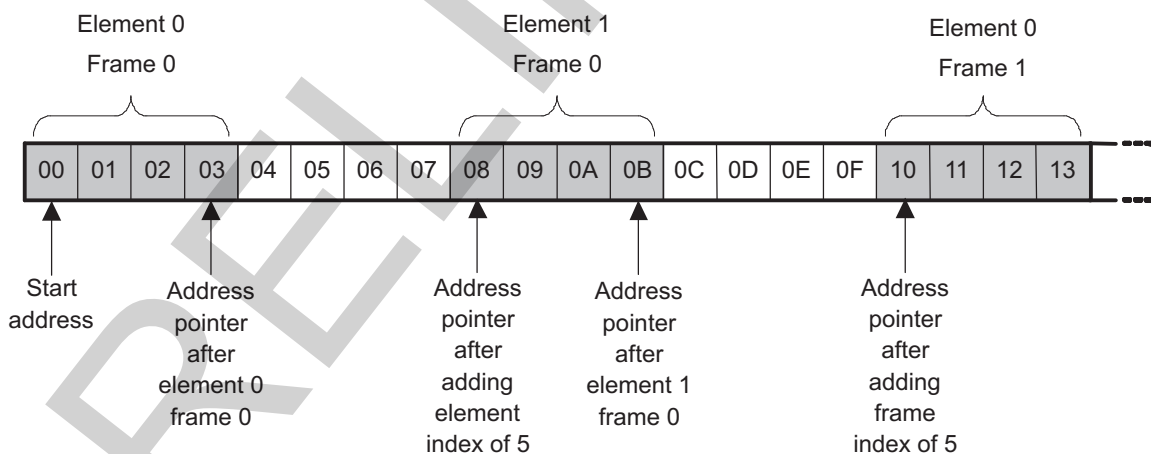 Element 0
Frame 0
Element 1
Frame 0
Element 0
Frame 1
00 01 02 03 04 05 06 07 08 09 0A 0B 0C 0D 0E 0F 10 11 12 13
Start
address
Address
pointer
after
element 0
frame 0
Address
pointer
after
adding
element
index of 5
Address
pointer
after
element 1
frame 0
Address
pointer
after
adding
frame
index of 5